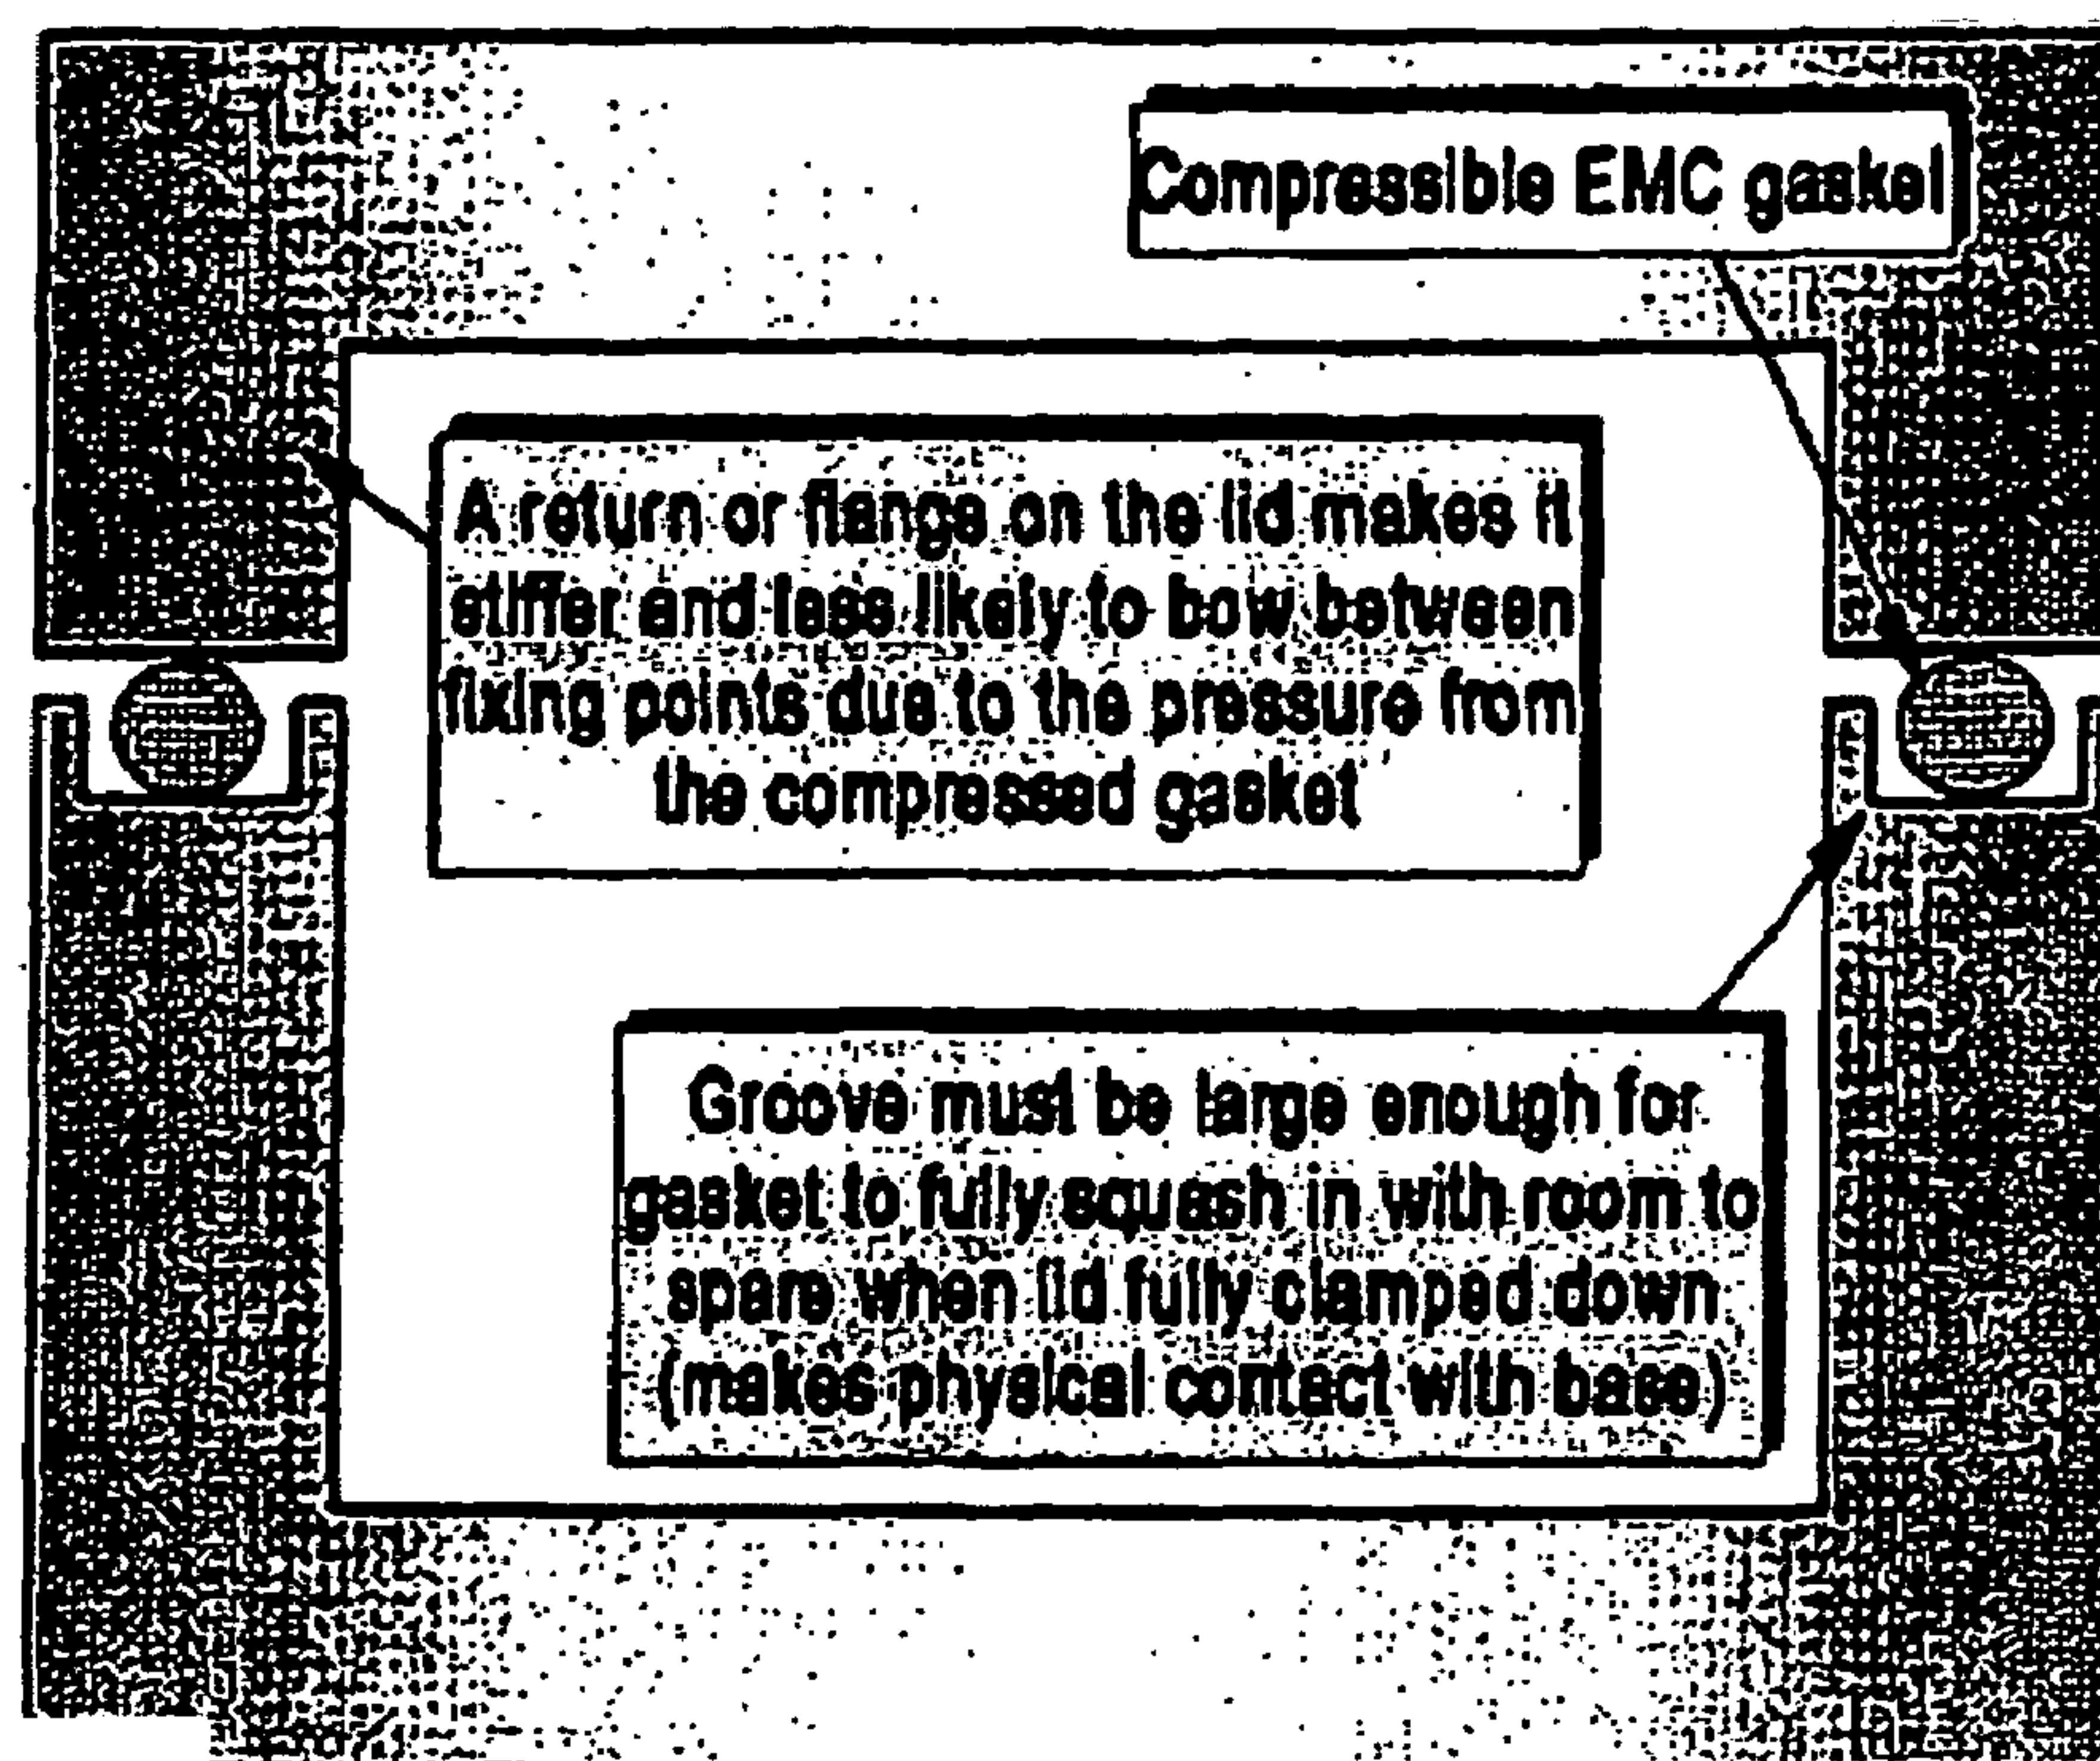 Compressible EMC gasket
A return or flange on the lid makes it
stiffer and less likely to bow between
fixing points due to the pressure from
the compressed gasket
Groove must be large enough for
gasket to fully squash in with room to
spare when lid fully clamped down
(makes physical contact with base)